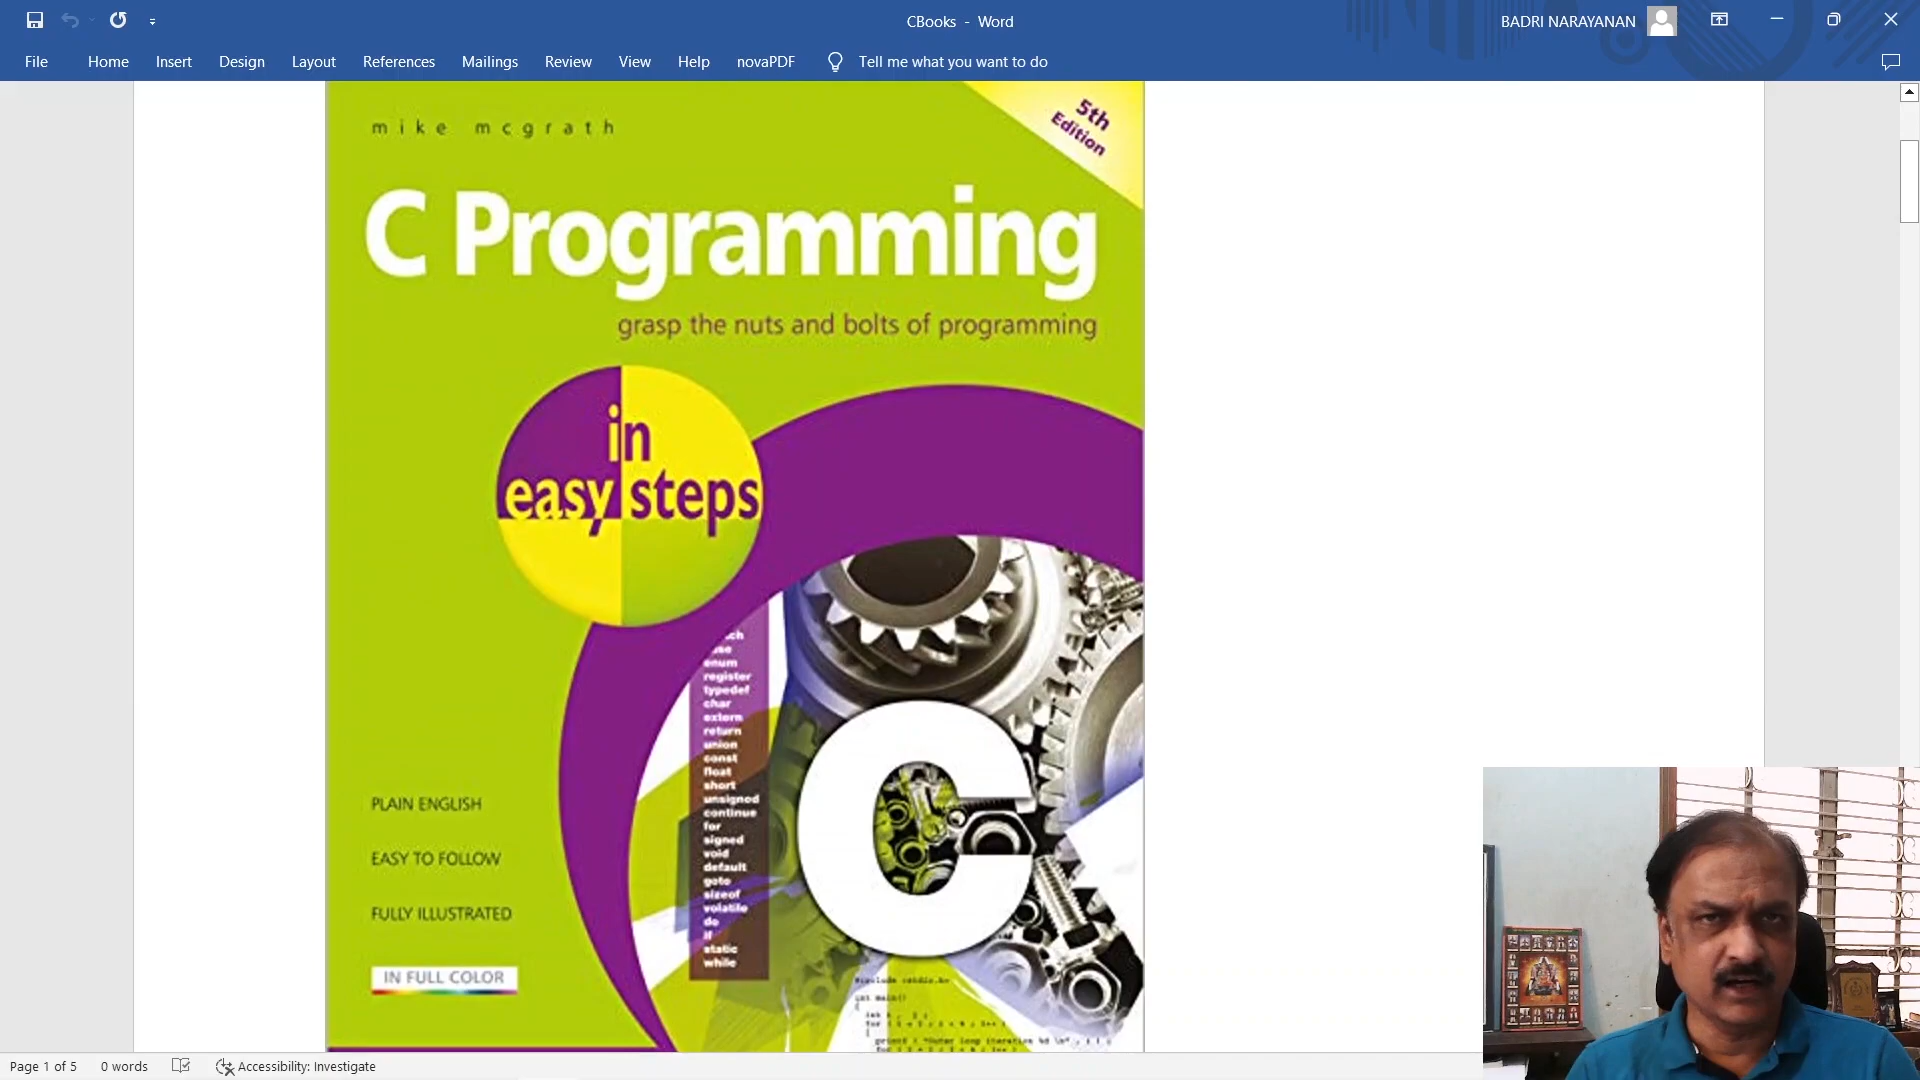 CBooks - Word
BADRI NARAYANAN
File Home Insert Design Layout References Mailings Review View Help novaPDF Tell me what you want to do
mike mcgrath
5th
Edition
C Programming
grasp the nuts and bolts of programming
in
easy steps
enum
register
typedef
char
extern
return
union
const
float
short
unsigned
continue
for
signed
void
default
goto
sizeof
volatile
do
if
static
while
PLAIN ENGLISH
EASY TO FOLLOW
FULLY ILLUSTRATED
IN FULL COLOR
#include <stdio.h>
int main()
Page 1 of 5 0 words Accessibility: Investigate